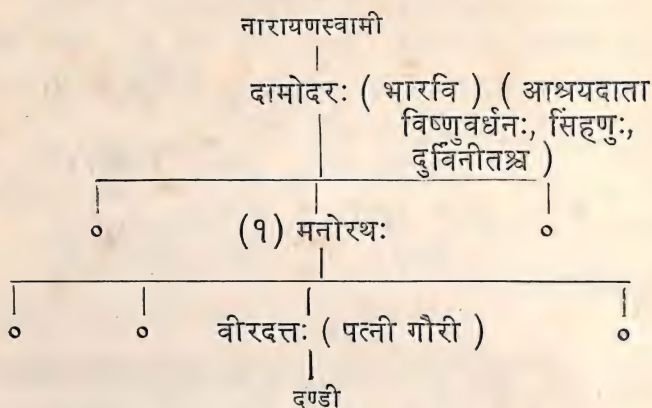 नारायणस्वामी
दामोदरः ( भारवि ) ( आश्रयदाता
विष्णुवर्धनः, सिंहणुः,
दुर्विनीतश्च )
(१) मनोरथः
वीरदत्तः ( पत्नी गौरी )
दण्डी